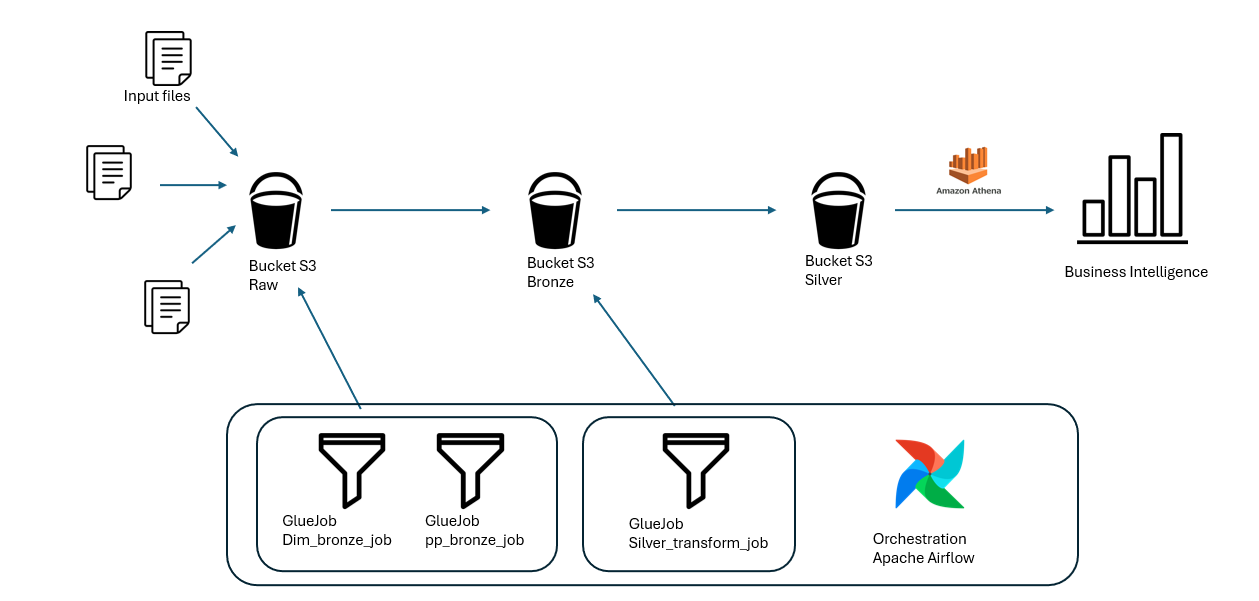 Input files
Amazon Athena
Bucket S3
Raw
Bucket S3
Bronze
Bucket S3
Silver
Business Intelligence
GlueJob
Dim_bronze_job
GlueJob
pp_bronze_job
GlueJob
Silver_transform_job
Orchestration
Apache Airflow